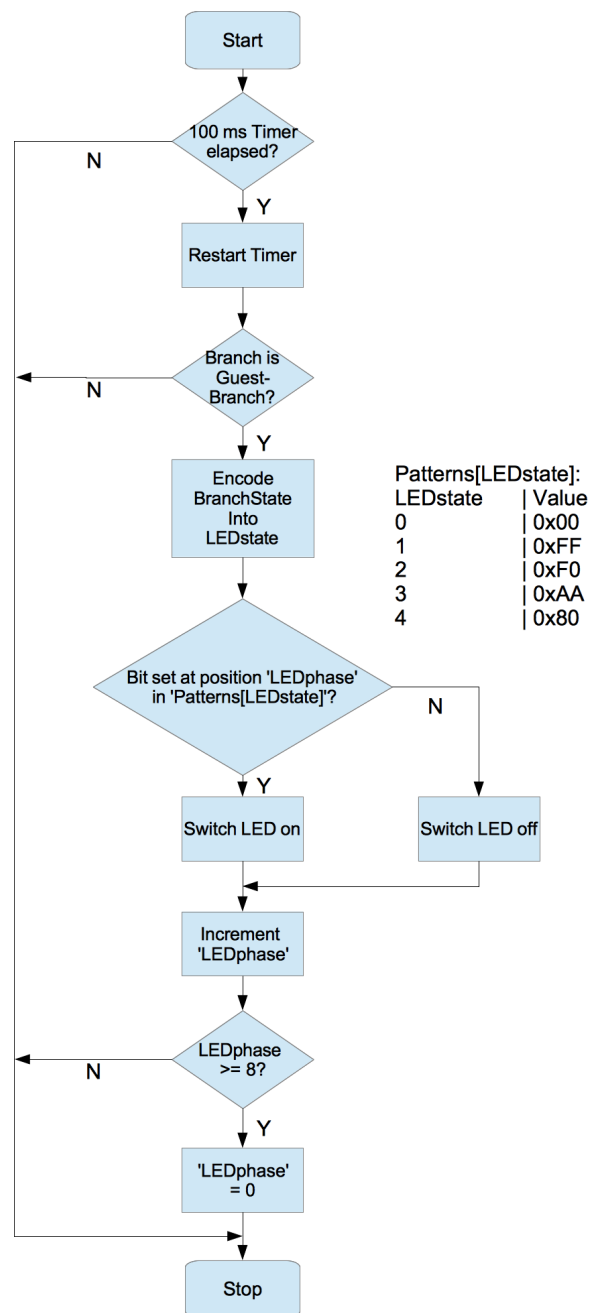 Start
100 ms Timer
elapsed?
N
Y
Restart Timer
Branch is
Guest-
Branch?
N
Y
Encode
BranchState
Into
LEDstate
Patterns[LEDstate]:
LEDstate | Value
0 | 0x00
1 | 0xFF
2 | 0xF0
3 | 0xAA
4 | 0x80
Bit set at position 'LEDphase'
in 'Patterns[LEDstate]'?
N
Y
Switch LED on
Switch LED off
Increment
'LEDphase'
LEDphase
>= 8?
N
Y
'LEDphase'
= 0
Stop